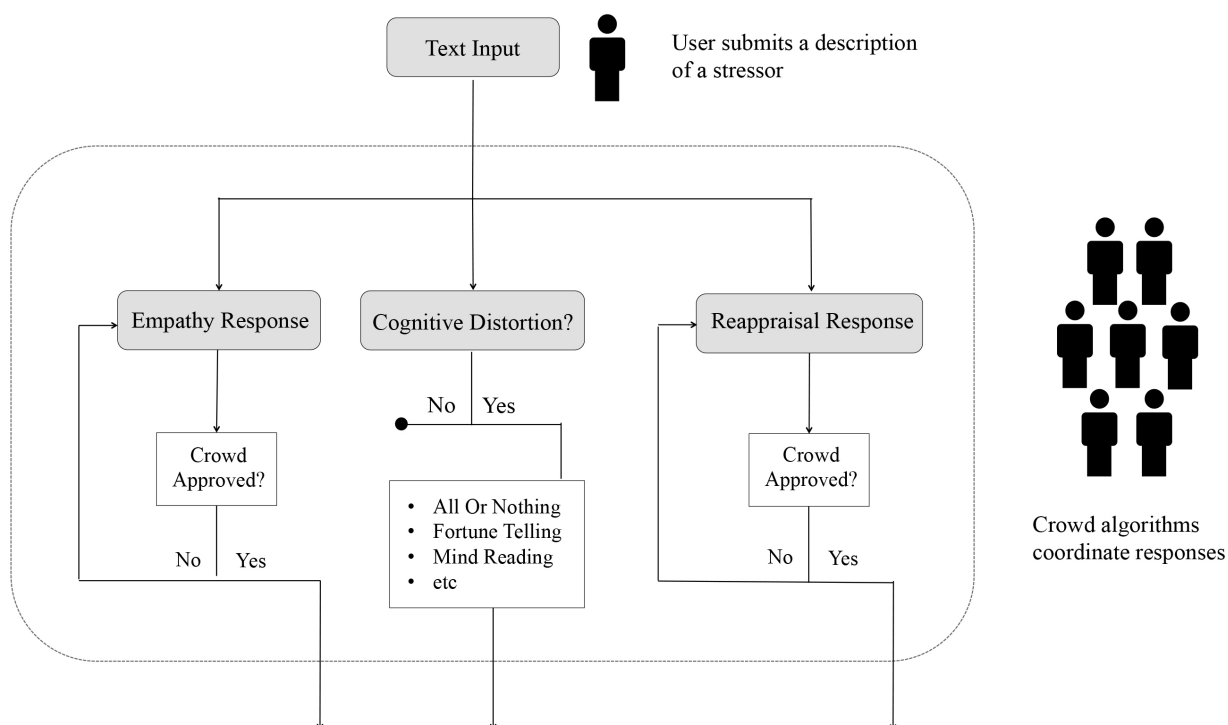 Text Input
User submits a description
of a stressor
Empathy Response
Cognitive Distortion?
Reappraisal Response
No Yes
Crowd
Approved?
Crowd
Approved?
• All Or Nothing
• Fortune Telling
• Mind Reading
• etc
No Yes
No Yes
Crowd algorithms
coordinate responses